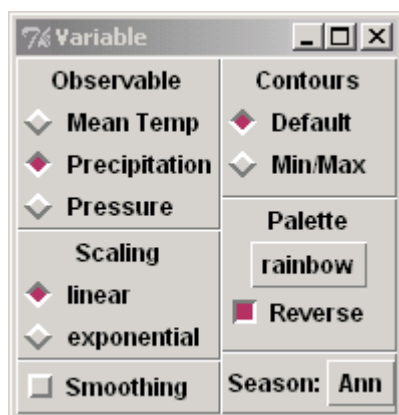 Variable
Observable
Mean Temp
Precipitation
Pressure
Scaling
linear
exponential
Smoothing
Contours
Default
Min/Max
Palette
rainbow
Reverse
Season: Ann